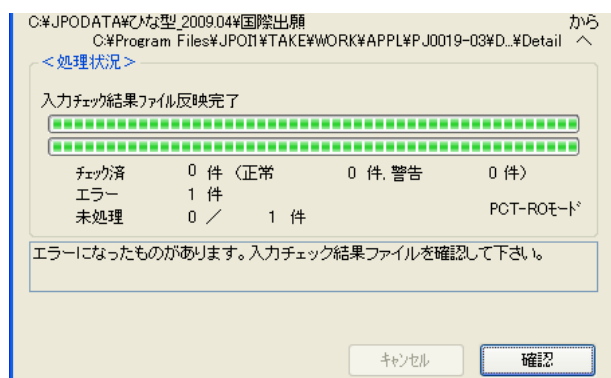 C:¥JPODATA¥ひな型_2009.04¥国際出願 から
C:¥Program Files¥JPOI1¥TAKE¥WORK¥APPL¥PJ0019-03¥D...¥Detail へ
<処理状況>
入力チェック結果ファイル反映完了
チェック済 0 件 (正常 0 件, 警告 0 件)
エラー 1 件
未処理 0 / 1 件 PCT-ROモード
エラーになったものがあります。入力チェック結果ファイルを確認して下さい。
キャンセル 確認